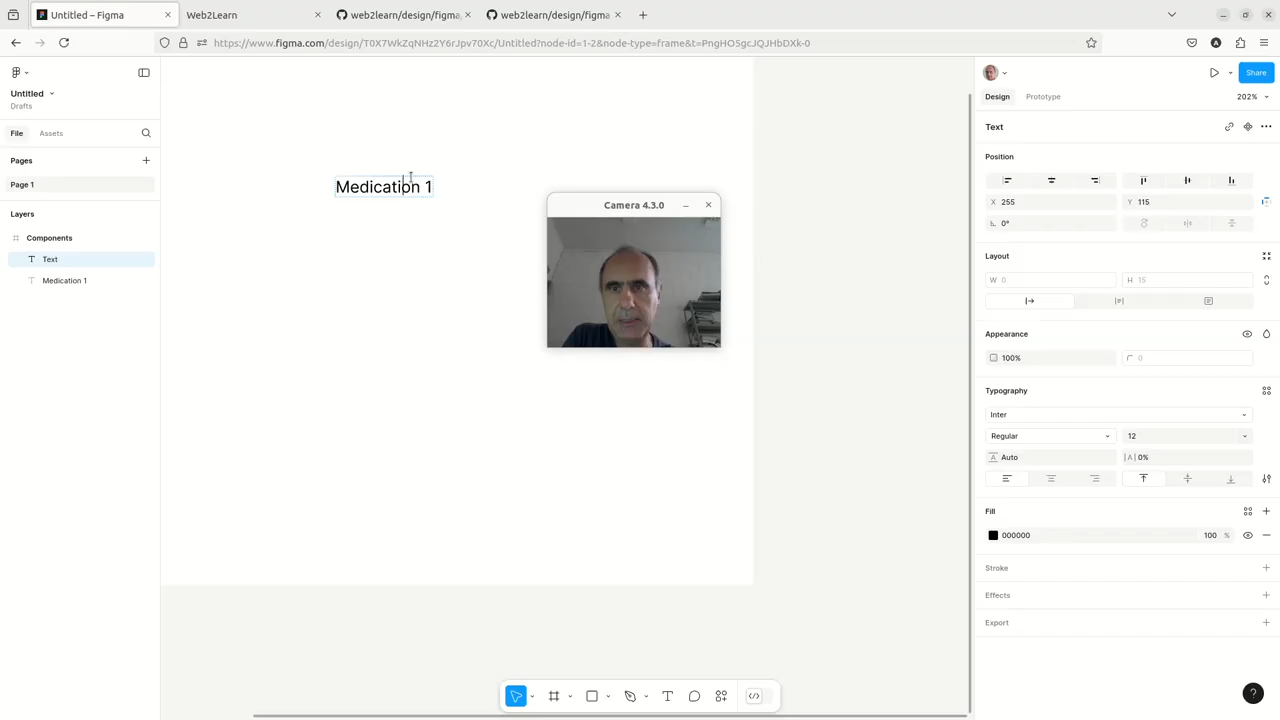 Untitled – Figma
Web2Learn
web2learn/design/figma,
web2learn/design/figma
https://www.figma.com/design/T0X7WkZqNHz2Y6rJpv70Xc/Untitled?node-id=1-2&node-type=frame&t=PngHO5gcJQJHbDXk-0
Untitled
Drafts
Share
Design
Prototype
202%
File
Assets
Text
Pages
Page 1
Position
X 255
Y 115
0°
Layers
Components
Text
Medication 1
Medication 1
Camera 4.3.0
Layout
W 0
H 15
Appearance
100%
0
Typography
Inter
Regular
12
Auto
|A| 0%
Fill
000000
100 %
Stroke
Effects
Export
?